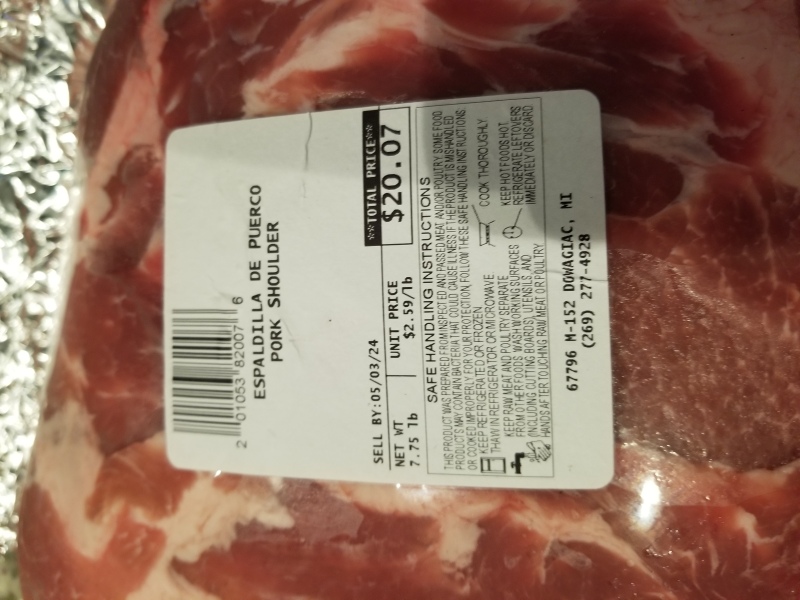 2 01053 82007 6
ESPALDILLA DE PUERCO
PORK SHOULDER
SELL BY:05/03/24
**TOTAL PRICE**
NET WT
7.75 lb
UNIT PRICE
$2.59/lb
$20.07
SAFE HANDLING INSTRUCTIONS
THIS PRODUCT WAS PREPARED FROM INSPECTED AND PASSED MEAT AND/OR POULTRY. SOME FOOD
PRODUCTS MAY CONTAIN BACTERIA THAT COULD CAUSE ILLNESS IF THE PRODUCT IS MISHANDLED
OR COOKED IMPROPERLY. FOR YOUR PROTECTION, FOLLOW THESE SAFE HANDLING INSTRUCTIONS.
KEEP REFRIGERATED OR FROZEN.
THAW IN REFRIGERATOR OR MICROWAVE.
COOK THOROUGHLY.
KEEP RAW MEAT AND POULTRY SEPARATE
FROM OTHER FOODS. WASH WORKING SURFACES
(INCLUDING CUTTING BOARDS), UTENSILS, AND
HANDS AFTER TOUCHING RAW MEAT OR POULTRY.
KEEP HOT FOODS HOT.
REFRIGERATE LEFTOVERS
IMMEDIATELY OR DISCARD
67796 M-152 DOWAGIAC, MI
(269) 277-4928